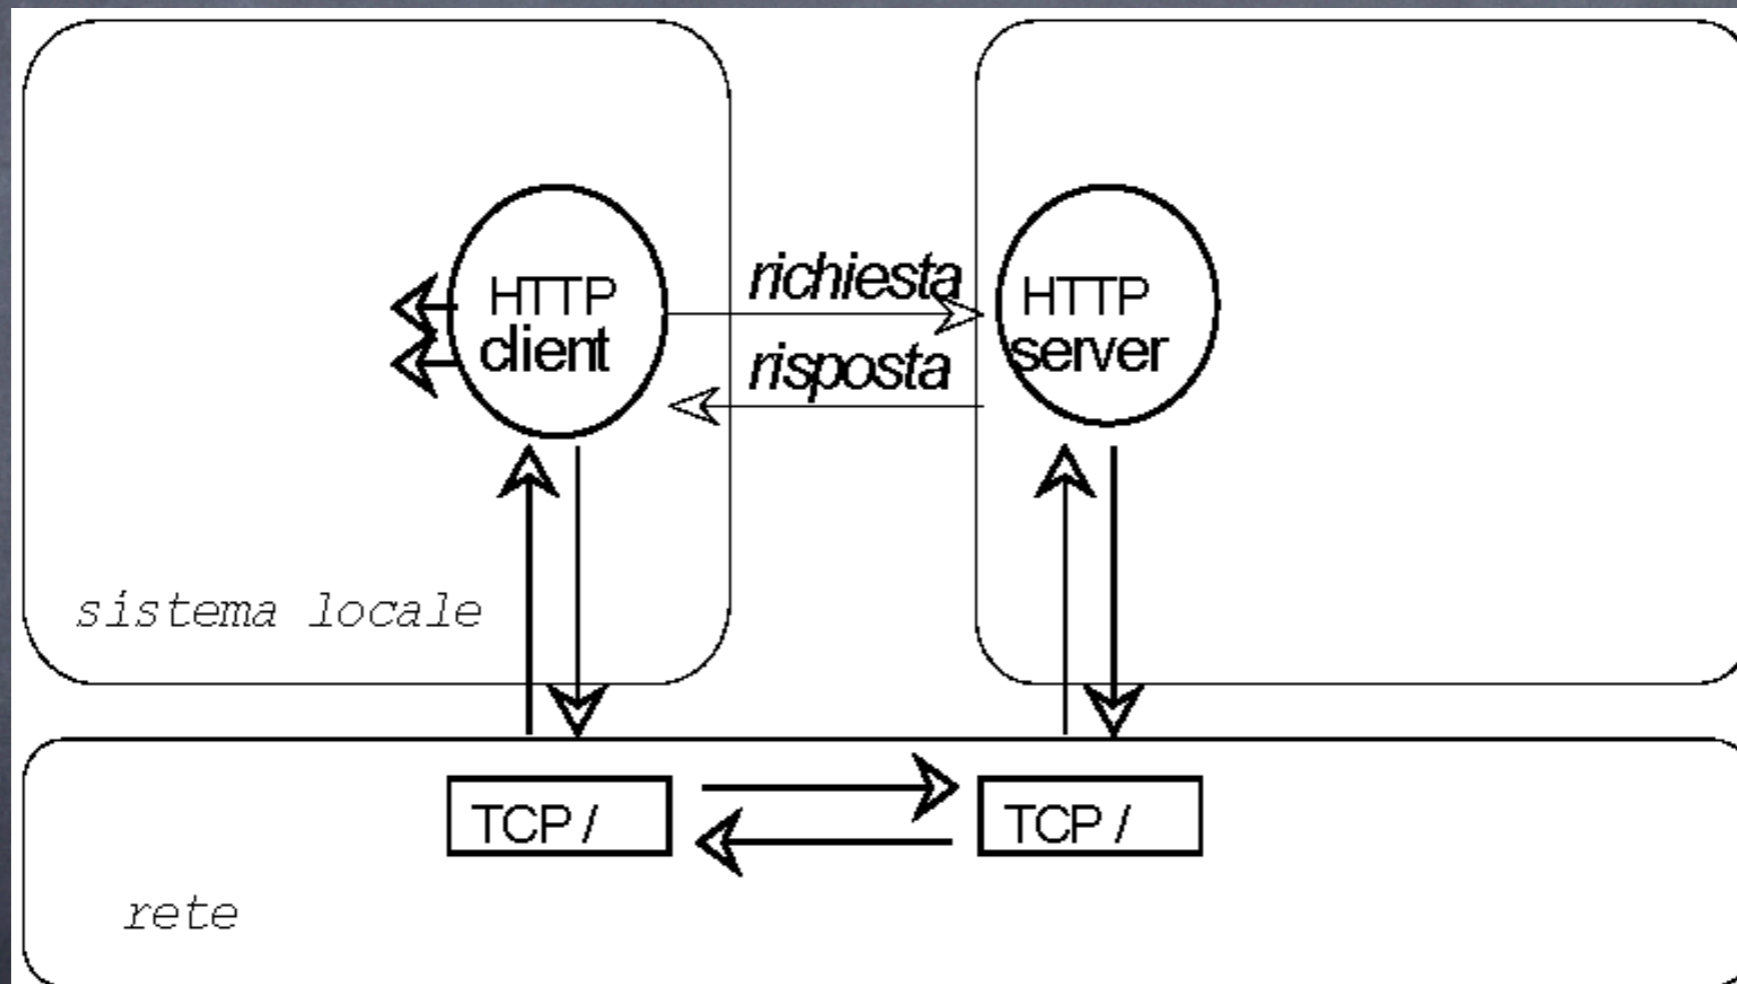 HTTP
client
richiesta
risposta
HTTP
server
sistema locale
TCP /
TCP /
rete